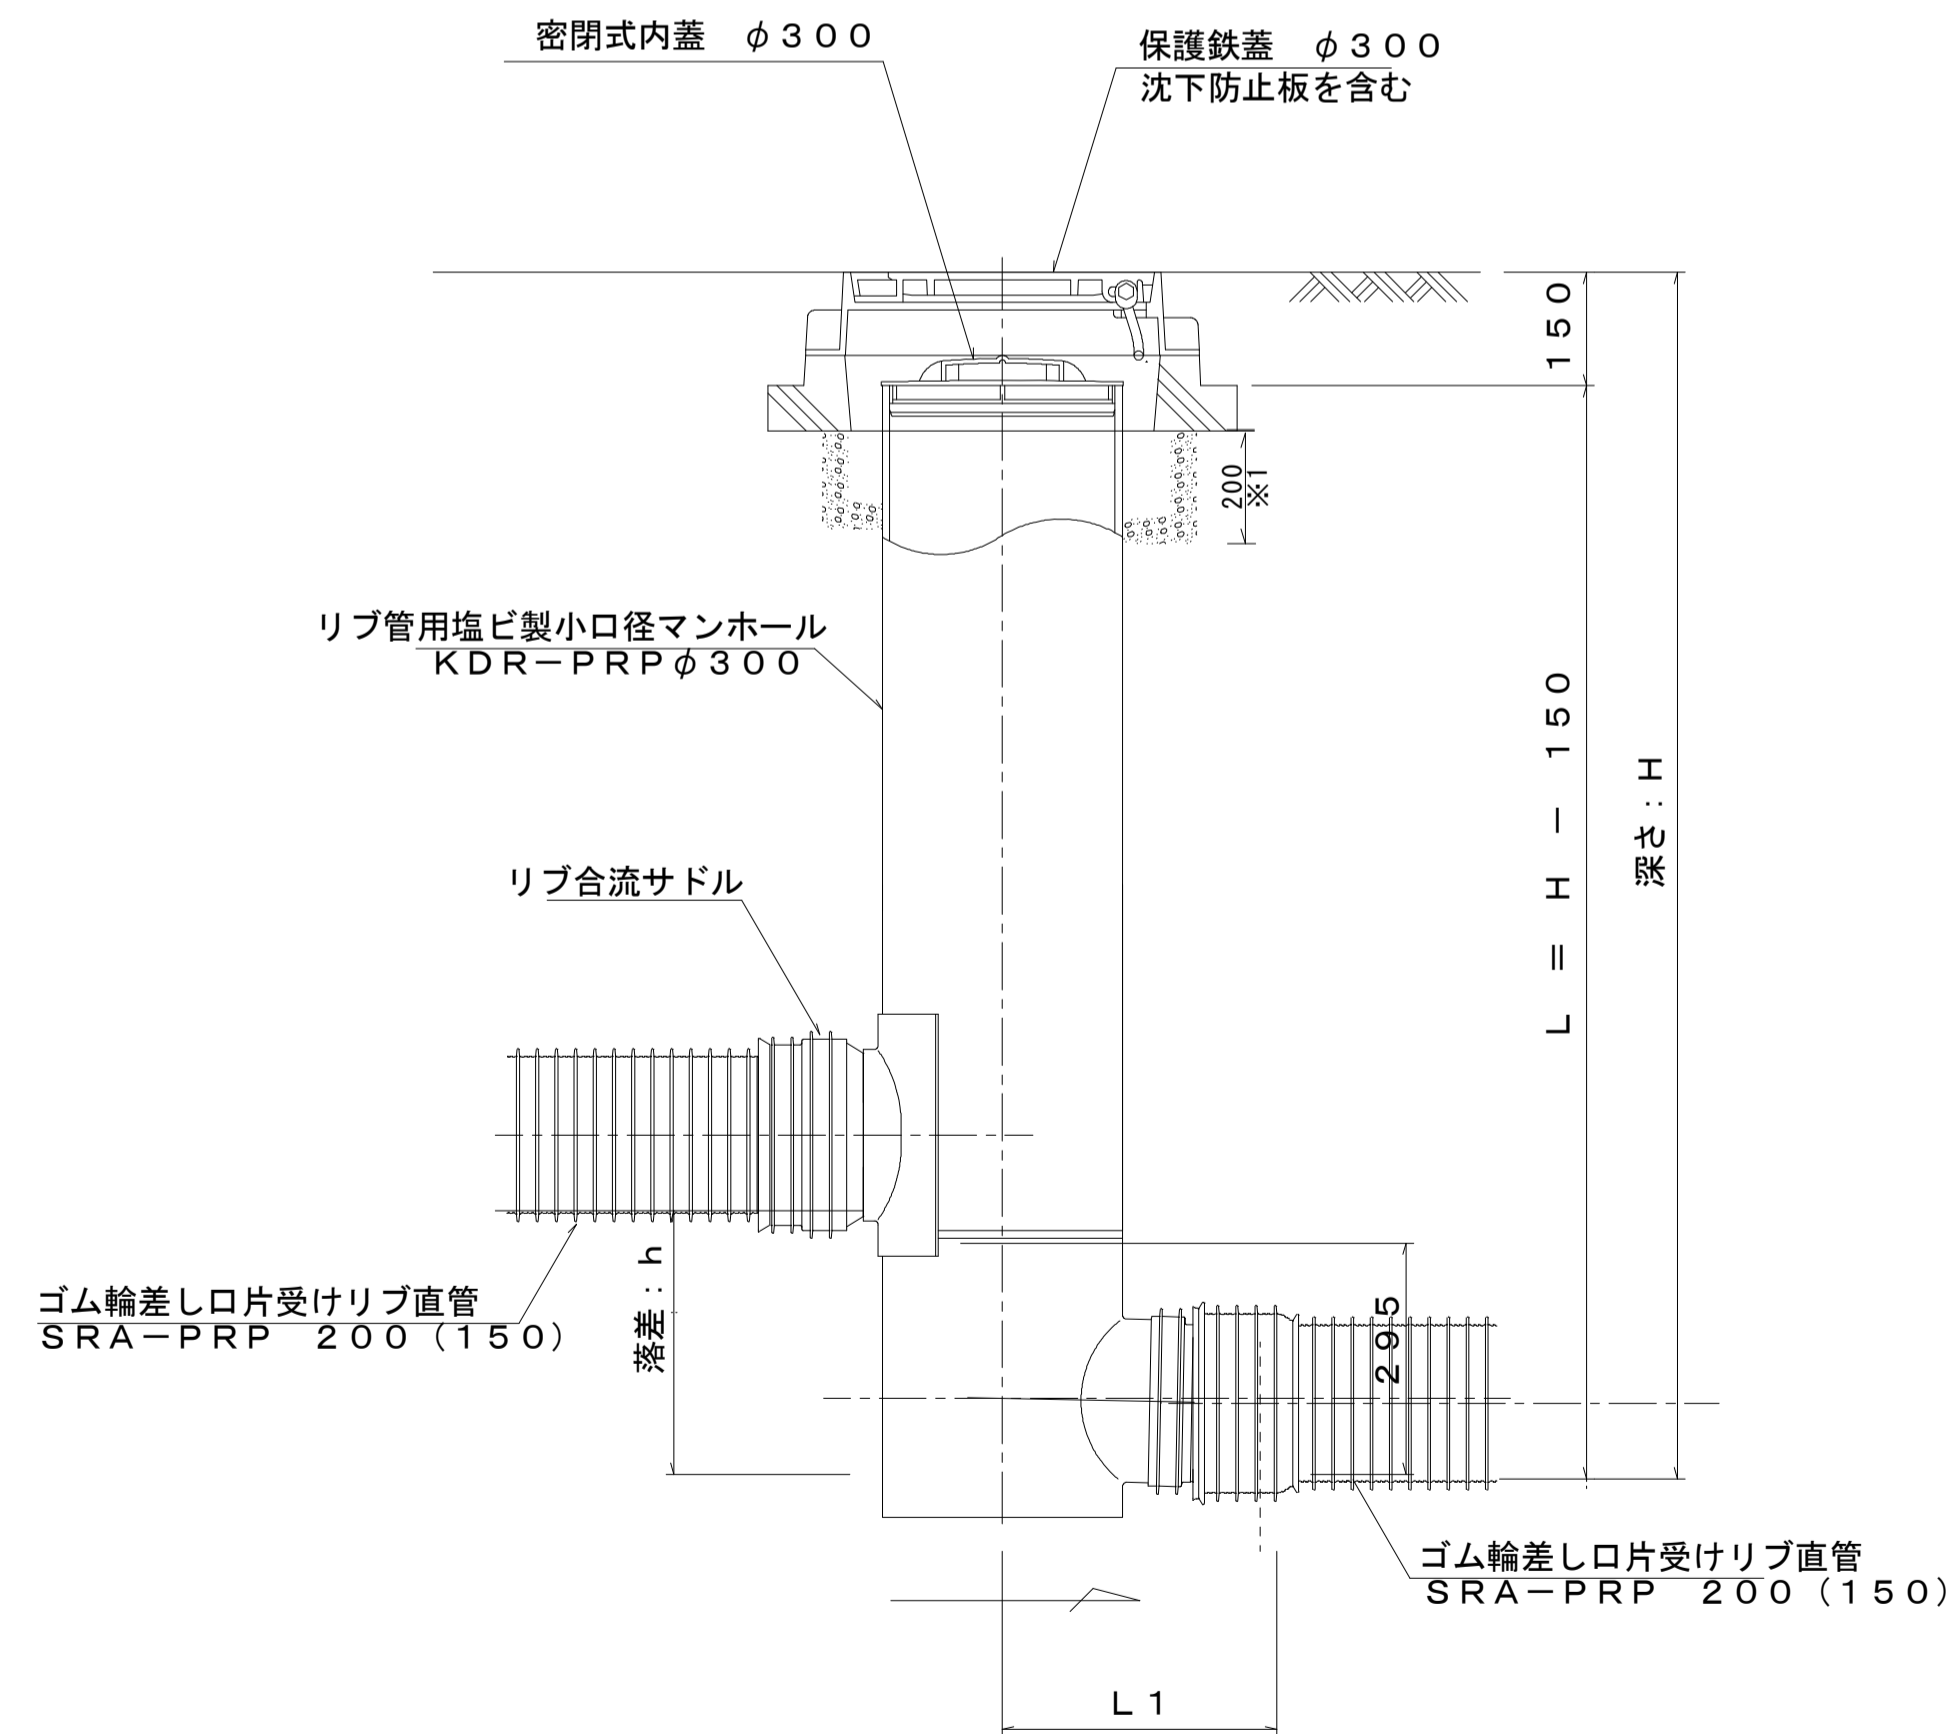 密閉式内蓋　φ３００
保護鉄蓋　φ３００
沈下防止板を含む
１５０
200
※1
リブ管用塩ビ製小口径マンホール
ＫＤＲ－ＰＲＰφ３００
Ｌ ＝ Ｈ － １５０
深さ：Ｈ
リブ合流サドル
落差：ｈ
ゴム輪差し口片受けリブ直管
ＳＲＡ－ＰＲＰ　２００（１５０）
２９５
ゴム輪差し口片受けリブ直管
ＳＲＡ－ＰＲＰ　２００（１５０）
Ｌ１